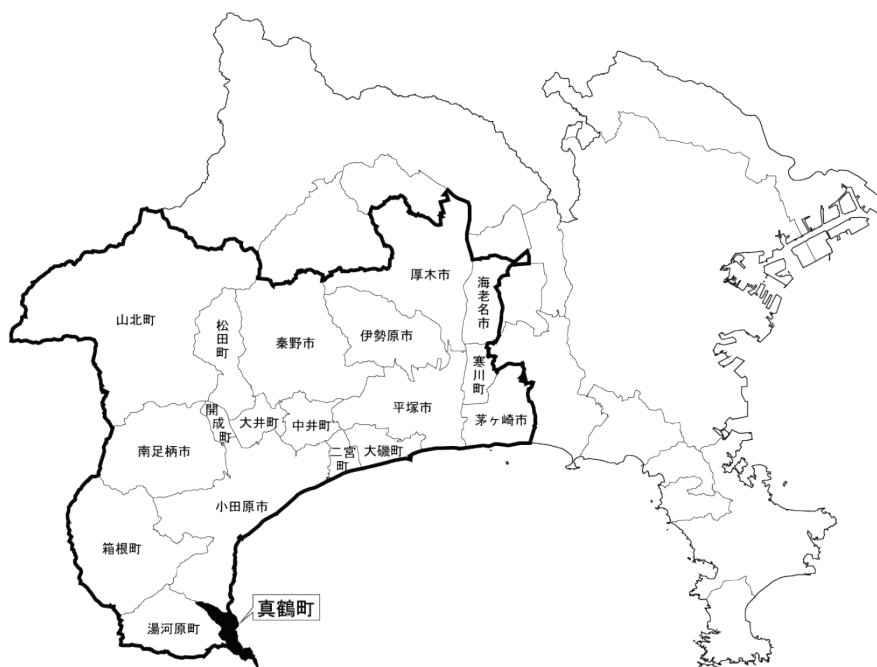 厚木市
海老名市
山北町
松田町
秦野市
伊勢原市
寒川町
開成町
大井町
中井町
平塚市
茅ヶ崎市
南足柄市
二宮町
大磯町
小田原市
箱根町
真鶴町
湯河原町